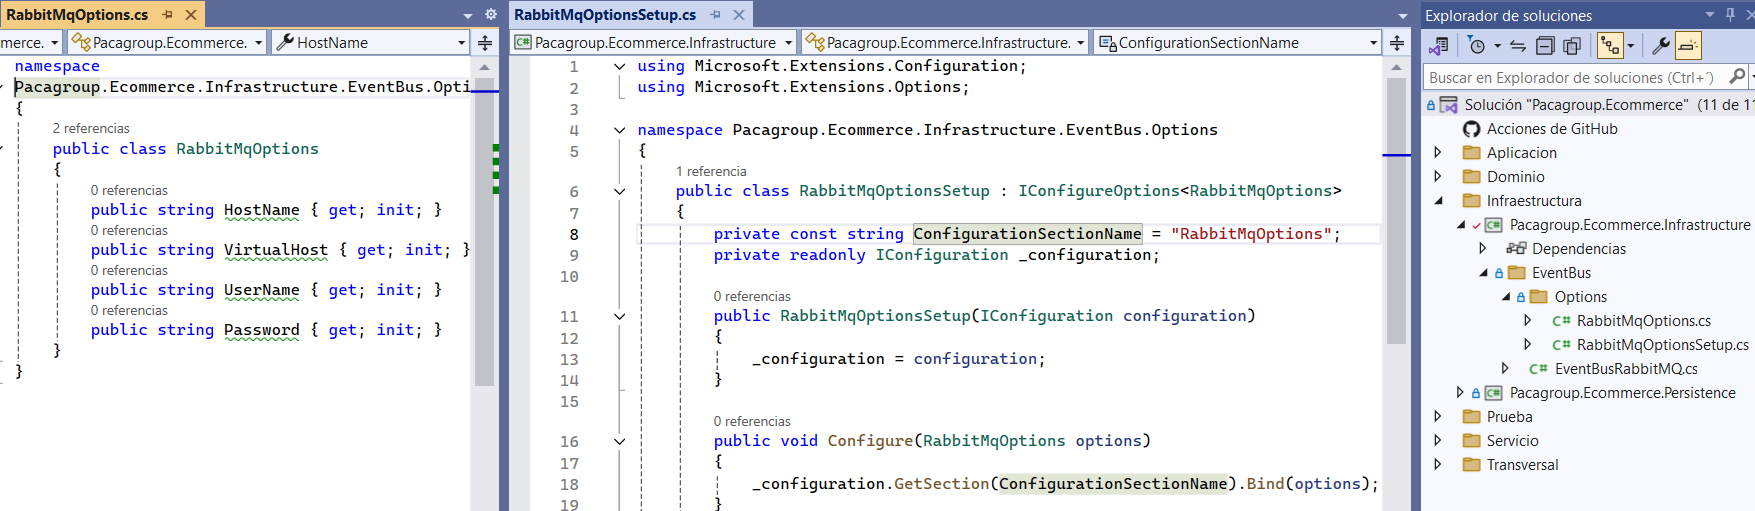 RabbitMqOptions.cs
merce.
Pacagroup.Ecommerce.
HostName
namespace
Pacagroup.Ecommerce.Infrastructure.EventBus.Opti
{
2 referencias
public class RabbitMqOptions
{
0 referencias
public string HostName { get; init; }
0 referencias
public string VirtualHost { get; init; }
0 referencias
public string UserName { get; init; }
0 referencias
public string Password { get; init; }
}
}
RabbitMqOptionsSetup.cs
Pacagroup.Ecommerce.Infrastructure
Pacagroup.Ecommerce.Infrastructure.
ConfigurationSectionName
1 using Microsoft.Extensions.Configuration;
2 using Microsoft.Extensions.Options;
3
4 namespace Pacagroup.Ecommerce.Infrastructure.EventBus.Options
5 {
1 referencia
6 public class RabbitMqOptionsSetup : IConfigureOptions<RabbitMqOptions>
7 {
8 private const string ConfigurationSectionName = "RabbitMqOptions";
9 private readonly IConfiguration _configuration;
10
0 referencias
11 public RabbitMqOptionsSetup(IConfiguration configuration)
12 {
13 _configuration = configuration;
14 }
15
0 referencias
16 public void Configure(RabbitMqOptions options)
17 {
18 _configuration.GetSection(ConfigurationSectionName).Bind(options);
19 }
Explorador de soluciones
Buscar en Explorador de soluciones (Ctrl+´)
Solución "Pacagroup.Ecommerce" (11 de 11
Acciones de GitHub
Aplicacion
Dominio
Infraestructura
Pacagroup.Ecommerce.Infrastructure
Dependencias
EventBus
Options
C# RabbitMqOptions.cs
C# RabbitMqOptionsSetup.cs
C# EventBusRabbitMQ.cs
Pacagroup.Ecommerce.Persistence
Prueba
Servicio
Transversal